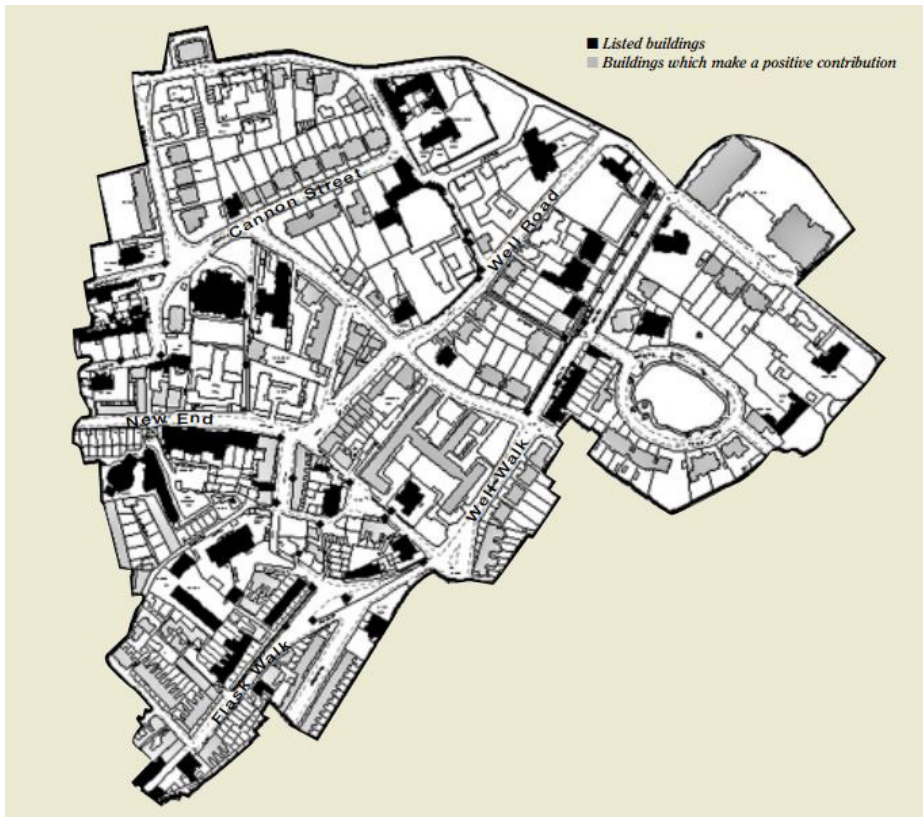 Listed buildings
Buildings which make a positive contribution
Cannon Street
Well Road
New End
Well Walk
Flask Walk